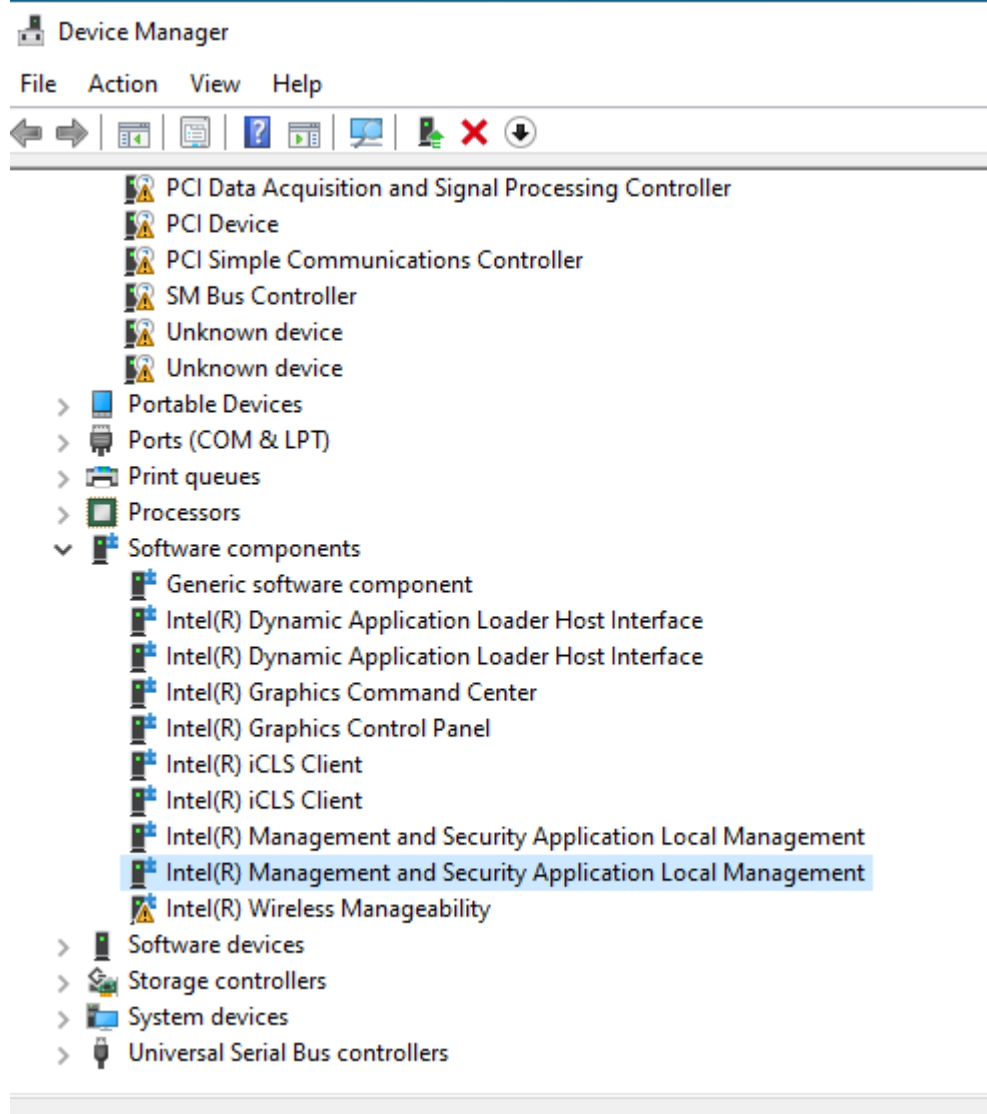 Device Manager
File Action View Help
PCI Data Acquisition and Signal Processing Controller
PCI Device
PCI Simple Communications Controller
SM Bus Controller
Unknown device
Unknown device
Portable Devices
Ports (COM & LPT)
Print queues
Processors
Software components
Generic software component
Intel(R) Dynamic Application Loader Host Interface
Intel(R) Dynamic Application Loader Host Interface
Intel(R) Graphics Command Center
Intel(R) Graphics Control Panel
Intel(R) iCLS Client
Intel(R) iCLS Client
Intel(R) Management and Security Application Local Management
Intel(R) Management and Security Application Local Management
Intel(R) Wireless Manageability
Software devices
Storage controllers
System devices
Universal Serial Bus controllers